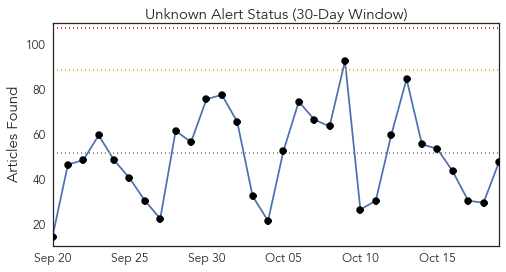 Unknown Alert Status (30-Day Window)
100
80
60
40
20
Articles Found
Sep 20 Sep 25 Sep 30 Oct 05 Oct 10 Oct 15